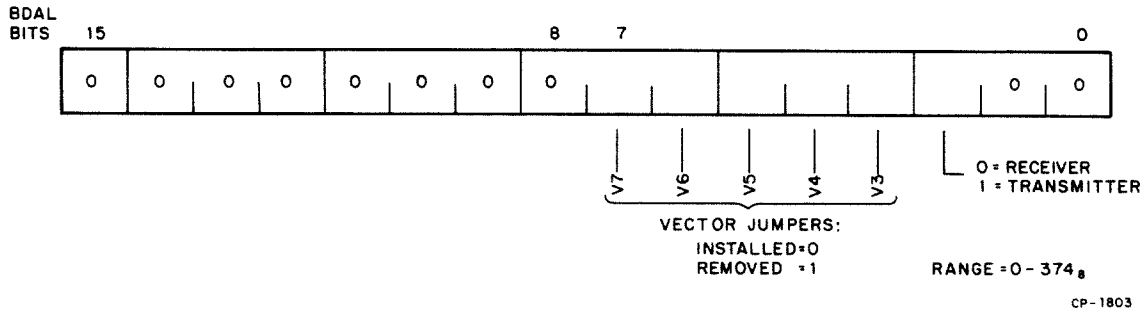 BDAL
BITS 15 8 7 0
0 0 0 0 0 0 0 0 0 0
V7 V6 V5 V4 V3
0 = RECEIVER
1 = TRANSMITTER
VECTOR JUMPERS:
INSTALLED=0
REMOVED =1
RANGE = 0 - 374₈
CP-1803